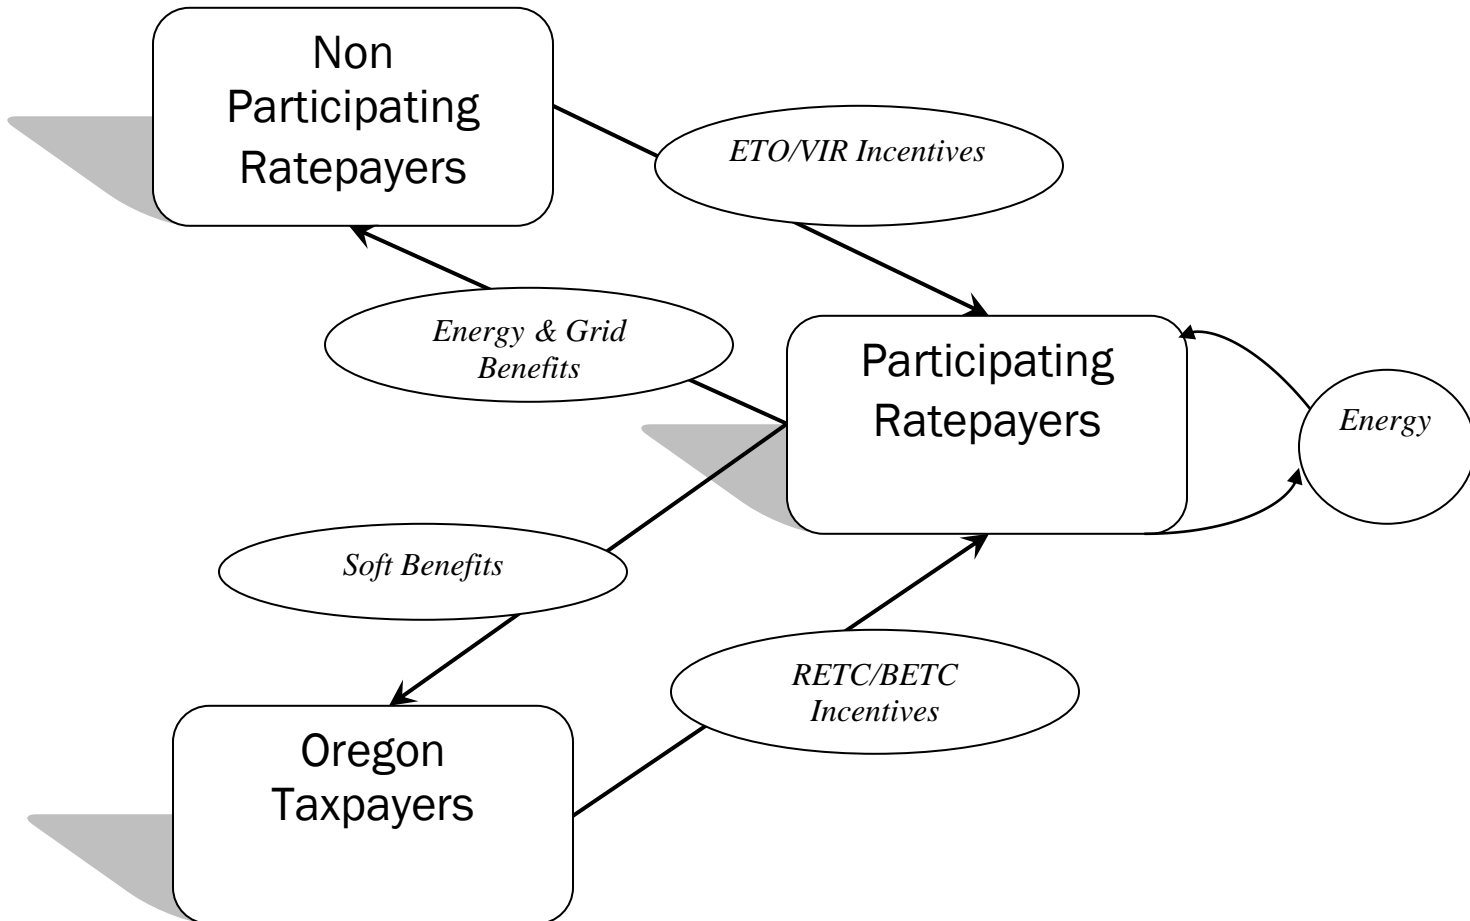 Non
Participating
Ratepayers
ETO/VIR Incentives
Energy & Grid
Benefits
Participating
Ratepayers
Energy
Soft Benefits
RETC/BETC
Incentives
Oregon
Taxpayers